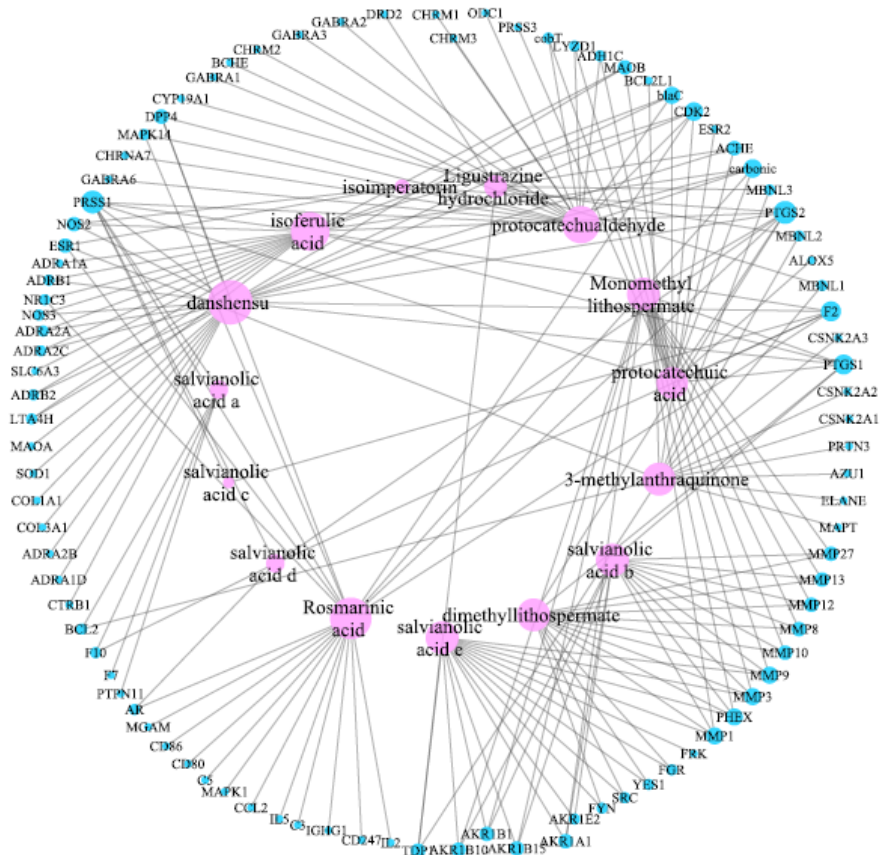 DRD2
CHRM1
ODC1
GABRA2
GABRA3
CHRM3
PRSS3
CHRM2
cobT
LYZD1
BCHE
ADH1C
GABRA1
MAOB
BCL2L1
CYP19A1
blaC
DPP4
CDK2
MAPK14
ESR2
CHRNA7
ACHE
GABRA6
carbonic
PRSS1
MBNL3
NOS2
PTGS2
ESR1
MBNL2
ADRA1A
ALOX5
ADRB1
MBNL1
NR1C3
NOS3
F2
ADRA2A
CSNK2A3
ADRA2C
PTGS1
SLC6A3
CSNK2A2
ADRB2
LTA4H
CSNK2A1
MAOA
PRTN3
SOD1
AZU1
COL1A1
ELANE
COL3A1
MAPT
ADRA2B
MMP27
ADRA1D
MMP13
CTRB1
MMP12
BCL2
MMP8
F10
MMP10
F7
MMP9
PTPN11
MMP3
AR
PHEX
MGAM
MMP1
CD86
FRK
CD80
FGR
C5
YES1
MAPK1
SRC
CCL2
FYN
IL5
AKR1E2
C3
AKR1A1
IGHG1
AKR1B15
CD247
AKR1B1
IL2
AKR1B10
TDP1
isoimperatorin
Ligustrazine
hydrochloride
isoferulic
acid
protocatechualdehyde
danshensu
Monomethyl
lithospermate
salvianolic
acid a
protocatechuic
acid
salvianolic
acid c
3-methylanthraquinone
salvianolic
acid d
salvianolic
acid b
Rosmarinic
acid
dimethyllithospermate
salvianolic
acid e